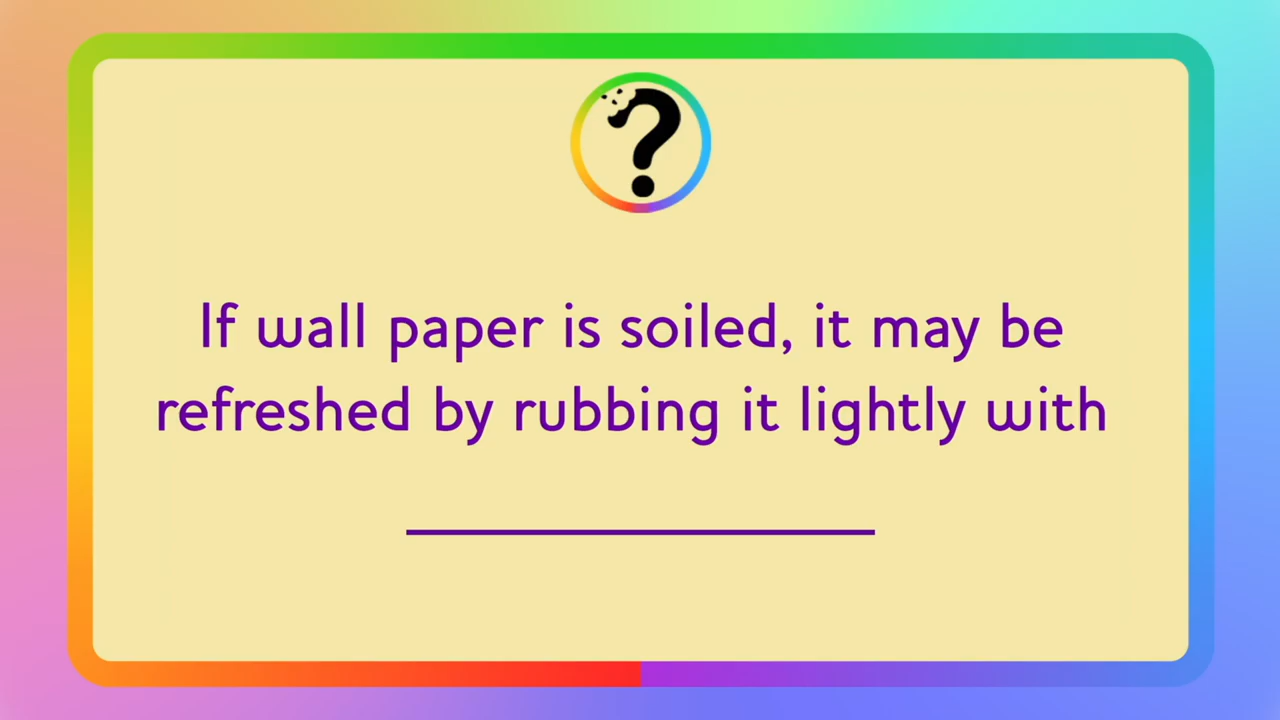 ?
If wall paper is soiled, it may be
refreshed by rubbing it lightly with